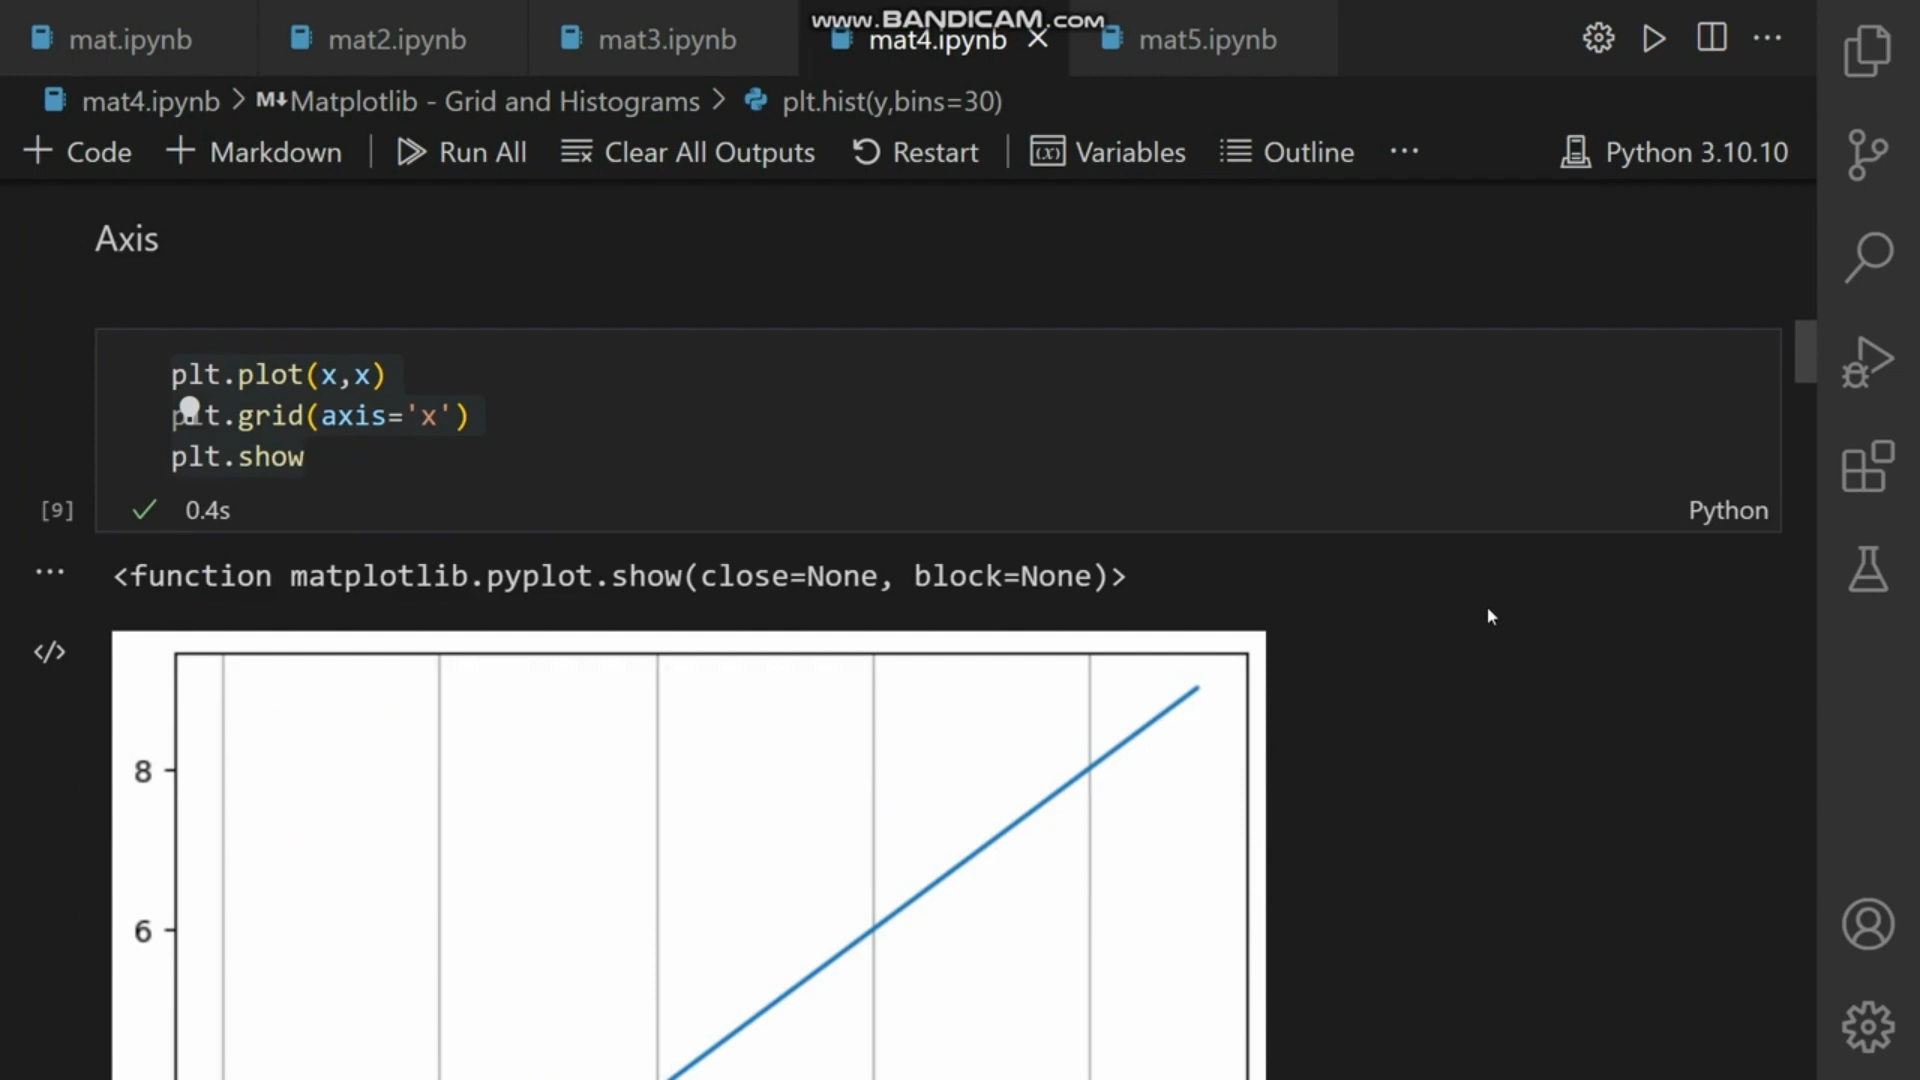 www.BANDICAM.com
mat.ipynb mat2.ipynb mat3.ipynb mat4.ipynb mat5.ipynb
mat4.ipynb > M↓Matplotlib - Grid and Histograms > plt.hist(y,bins=30)
+ Code + Markdown | Run All Clear All Outputs Restart | (x) Variables Outline ··· Python 3.10.10
Axis
plt.plot(x,x)
plt.grid(axis='x')
plt.show
[9] ✓ 0.4s Python
··· <function matplotlib.pyplot.show(close=None, block=None)>
</>
8
6